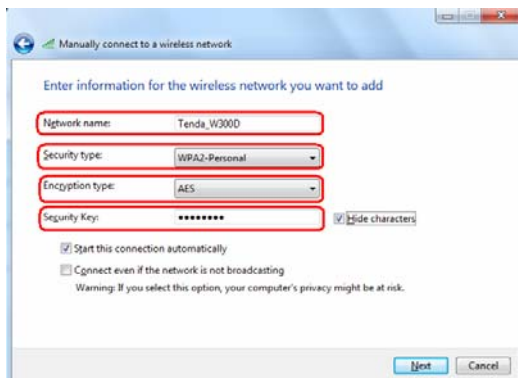 Manually connect to a wireless network
Enter information for the wireless network you want to add
Network name: Tenda_W300D
Security type: WPA2-Personal
Encryption type: AES
Security Key: •••••••• Hide characters
Start this connection automatically
Connect even if the network is not broadcasting
Warning: If you select this option, your computer's privacy might be at risk.
Next Cancel